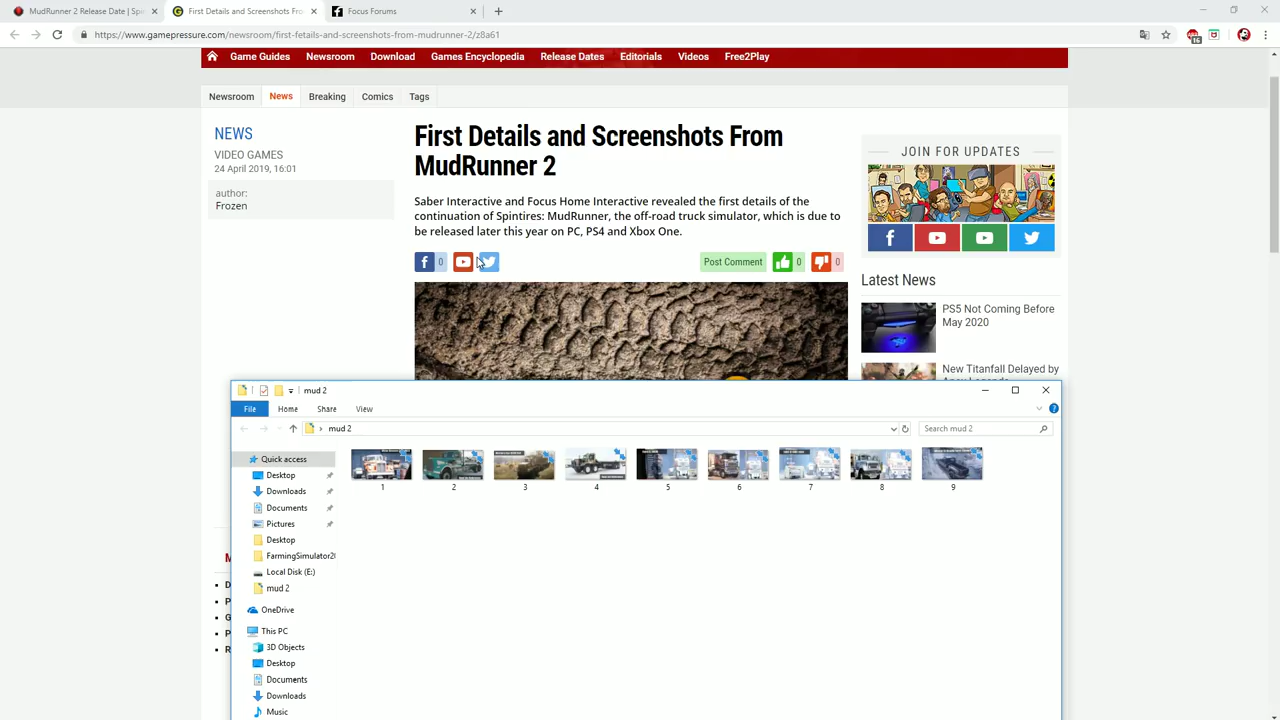 MudRunner 2 Release Date | Spin
First Details and Screenshots Fro
Focus Forums
https://www.gamepressure.com/newsroom/first-fetails-and-screenshots-from-mudrunner-2/z8a61
16
Game Guides
Newsroom
Download
Games Encyclopedia
Release Dates
Editorials
Videos
Free2Play
Newsroom
News
Breaking
Comics
Tags
NEWS
VIDEO GAMES
24 April 2019, 16:01
author:
Frozen
First Details and Screenshots From
MudRunner 2
Saber Interactive and Focus Home Interactive revealed the first details of the
continuation of Spintires: MudRunner, the off-road truck simulator, which is due to
be released later this year on PC, PS4 and Xbox One.
0
Post Comment
0
0
JOIN FOR UPDATES
Latest News
PS5 Not Coming Before
May 2020
New Titanfall Delayed by
mud 2
File
Home
Share
View
mud 2
Search mud 2
Quick access
Desktop
Downloads
Documents
Pictures
Desktop
FarmingSimulator20
Local Disk (E:)
mud 2
OneDrive
This PC
3D Objects
Desktop
Documents
Downloads
Music
1
2
3
4
5
6
7
8
9